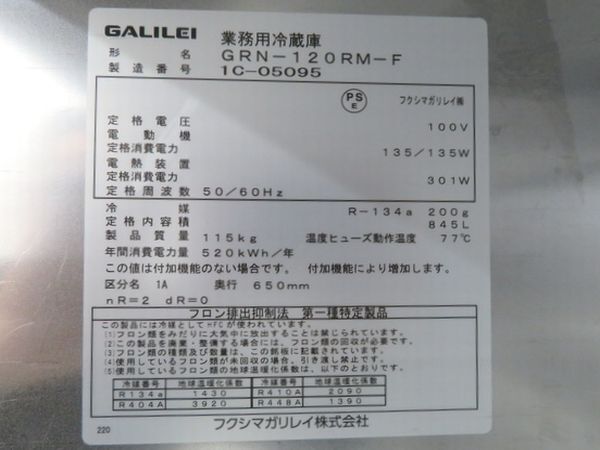 GALILEI 業務用冷蔵庫
形名 GRN-120RM-F
製造番号 1C-05095
PS E フクシマガリレイ㈱
定格電圧 100V
電動機
定格消費電力 135/135W
電熱装置
定格消費電力 301W
定格周波数 50/60Hz
冷媒 R-134a 200g
定格内容積 845L
製品質量 115kg 温度ヒューズ動作温度 77℃
年間消費電力量 520kWh/年
この値は付加機能のない場合です。 付加機能により増加します。
区分名 1A 奥行 650mm
nR=2 dR=0
フロン排出抑制法 第一種特定製品
この製品には冷媒としてHFCが使われています。
(1)フロン類をみだりに大気中に放出することは禁じられています。
(2)この製品を廃棄・整備する場合には、フロン類の回収が必要です。
(3)フロン類の種類及び数量は、この銘板に記載されています。
(4)使用しているフロン類が未回収の場合、引き渡し禁止です。
(5)使用しているフロン類の地球温暖化係数は、以下のとおりです。
冷媒番号 地球温暖化係数 冷媒番号 地球温暖化係数
R134a 1430 R410A 2090
R404A 3920 R448A 1390
フクシマガリレイ株式会社
220